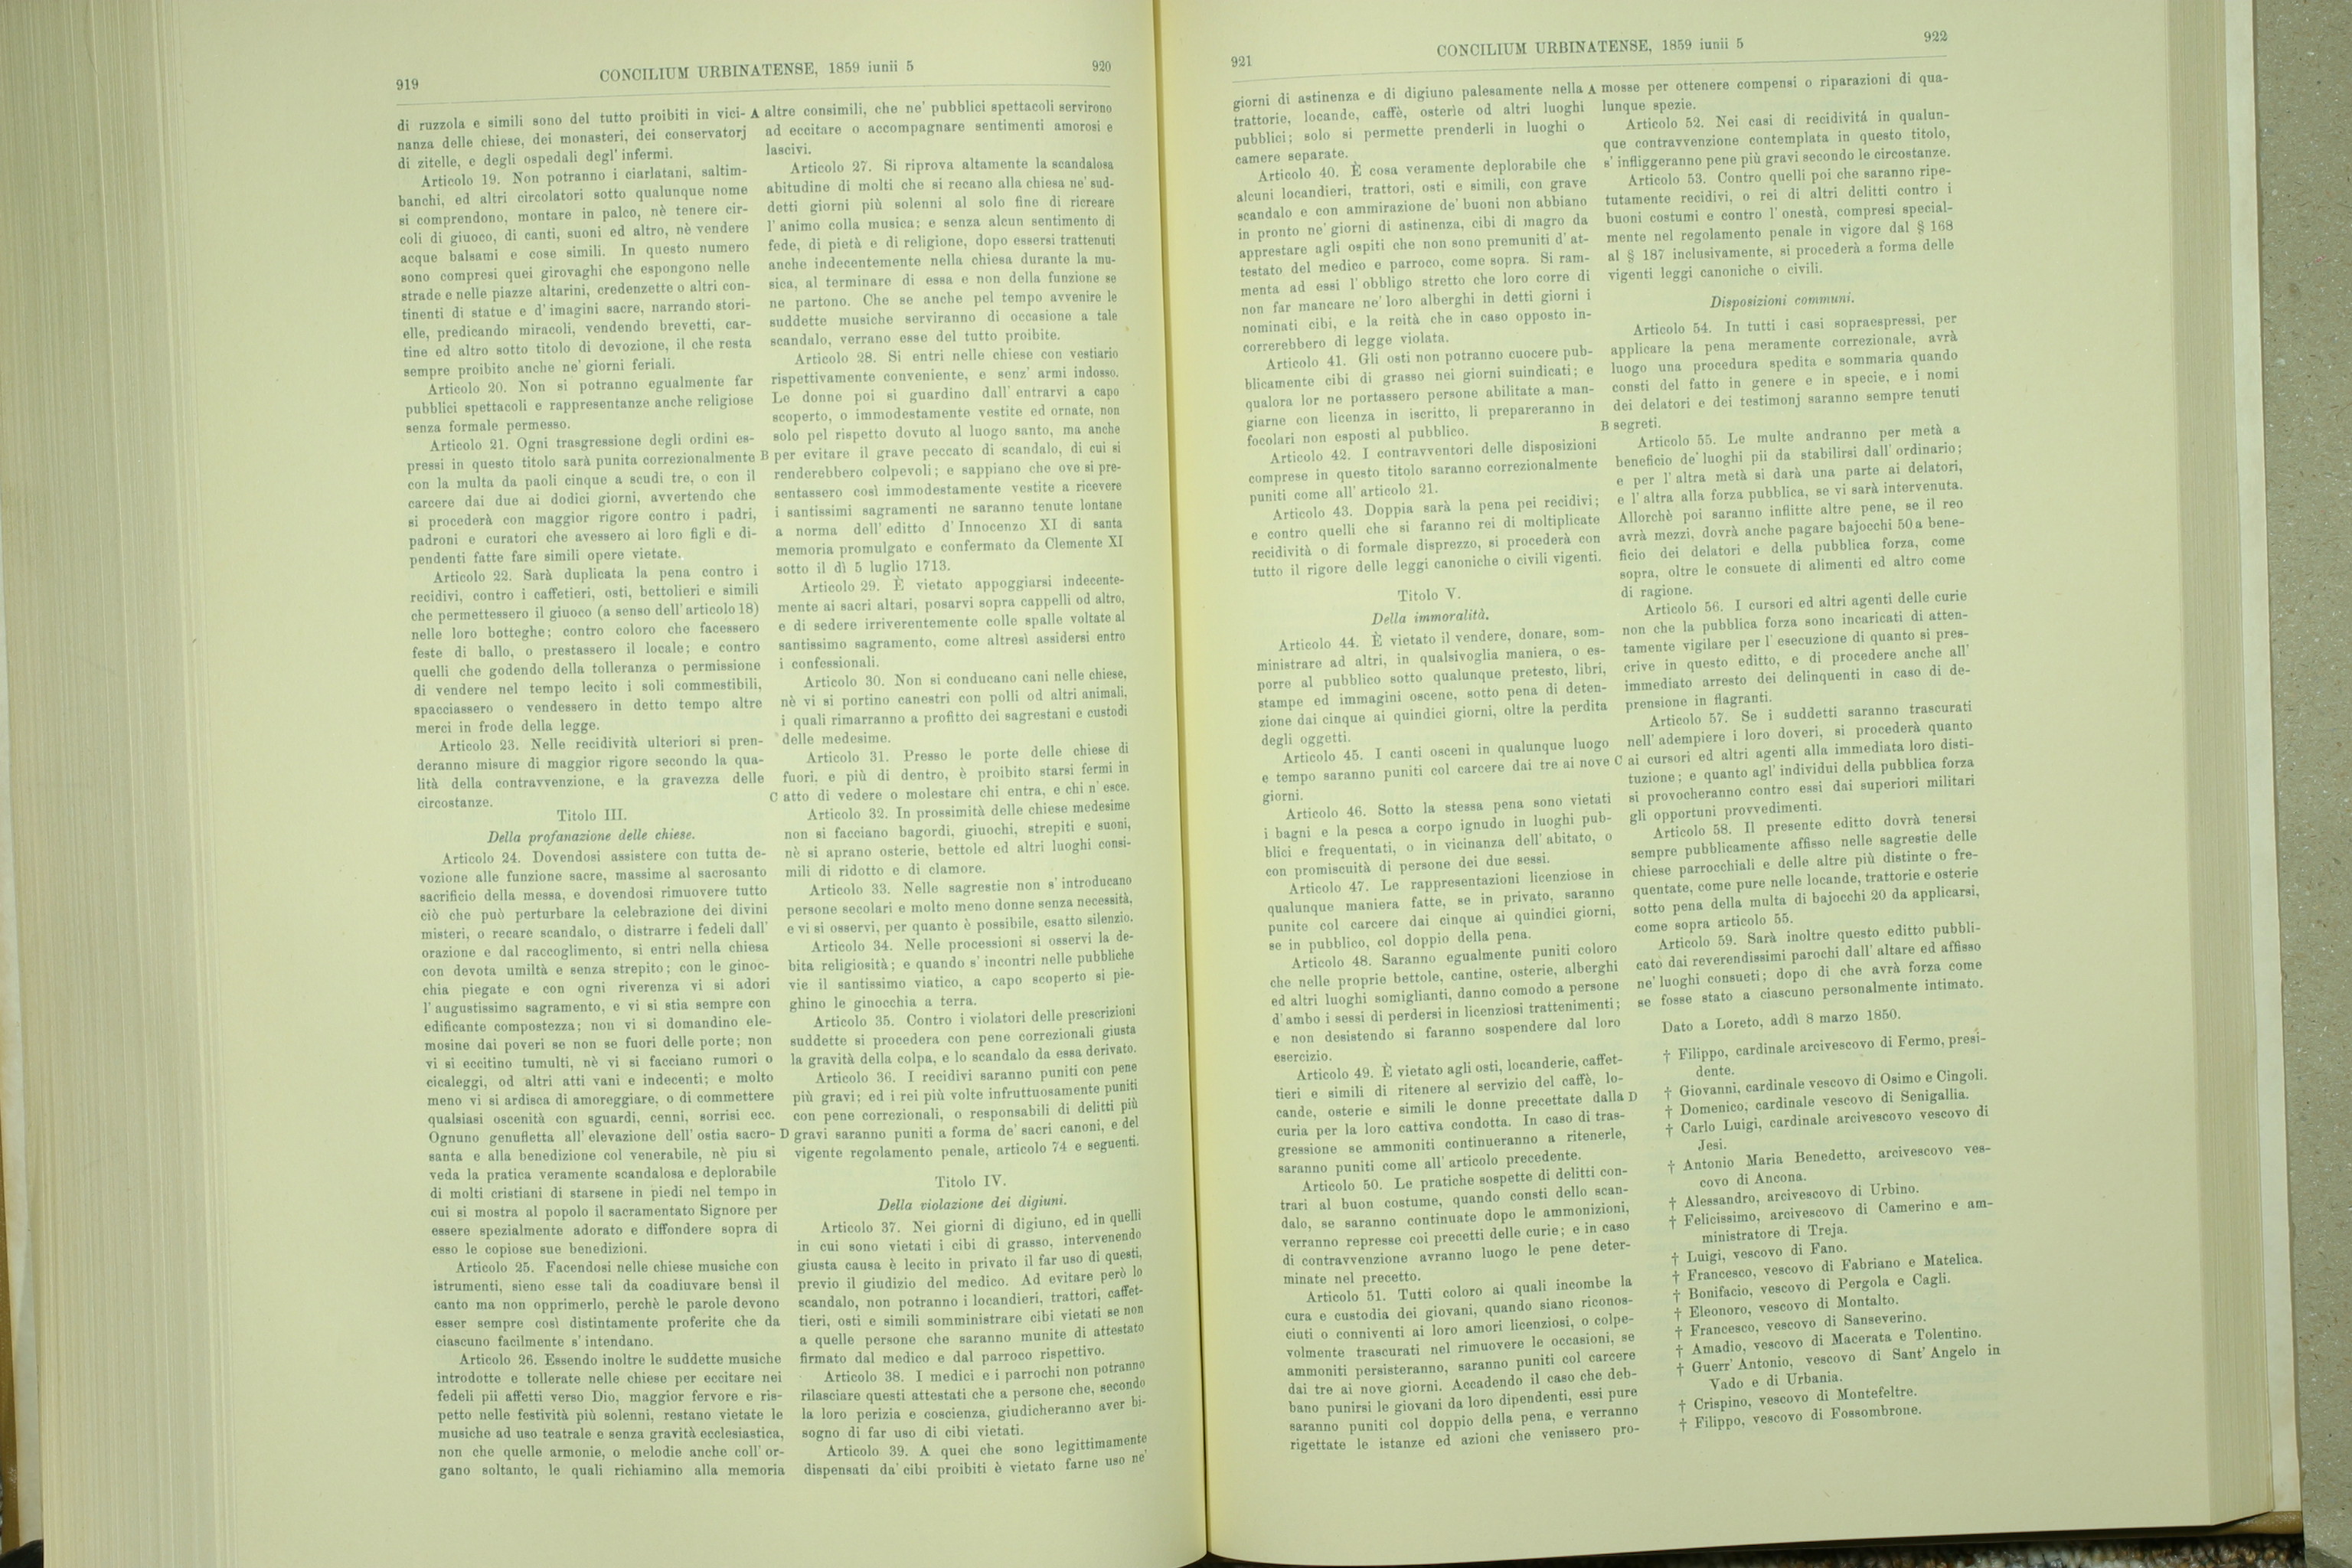 919
CONCILIUM URBINATENSE, 1859 iunii 5
920
di ruzzola e simili sono del tutto proibiti in vici-
nanza delle chiese, dei monasteri, dei conservatorj
di zitelle, e degli ospedali degl' infermi.
Articolo 19. Non potranno i ciarlatani, saltim-
banchi, ed altri circolatori sotto qualunque nome
si comprendono, montare in palco, nè tenere cir-
coli di giuoco, di canti, suoni ed altro, nè vendere
acque balsami e cose simili. In questo numero
sono compresi quei girovaghi che espongono nelle
strade e nelle piazze altarini, credenzette o altri con-
tinenti di statue e d' imagini sacre, narrando stori-
elle, predicando miracoli, vendendo brevetti, car-
tine ed altro sotto titolo di devozione, il che resta
sempre proibito anche ne' giorni feriali.
Articolo 20. Non si potranno egualmente far
pubblici spettacoli e rappresentanze anche religiose
senza formale permesso.
Articolo 21. Ogni trasgressione degli ordini es-
pressi in questo titolo sarà punita correzionalmente
con la multa da paoli cinque a scudi tre, o con il
carcere dai due ai dodici giorni, avvertendo che
si procederà con maggior rigore contro i padri,
padroni e curatori che avessero ai loro figli e di-
pendenti fatte fare simili opere vietate.
Articolo 22. Sarà duplicata la pena contro i
recidivi, contro i caffetieri, osti, bettolieri e simili
che permettessero il giuoco (a senso dell' articolo 18)
nelle loro botteghe; contro coloro che facessero
feste di ballo, o prestassero il locale; e contro
quelli che godendo della tolleranza o permissione
di vendere nel tempo lecito i soli commestibili,
spacciassero o vendessero in detto tempo altre
merci in frode della legge.
Articolo 23. Nelle recidività ulteriori si pren-
deranno misure di maggior rigore secondo la qua-
lità della contravvenzione, e la gravezza delle
circostanze.
Titolo III.
Della profanazione delle chiese.
Articolo 24. Dovendosi assistere con tutta de-
vozione alle funzione sacre, massime al sacrosanto
sacrificio della messa, e dovendosi rimuovere tutto
ciò che può perturbare la celebrazione dei divini
misteri, o recare scandalo, o distrarre i fedeli dall'
orazione e dal raccoglimento, si entri nella chiesa
con devota umiltà e senza strepito; con le ginoc-
chia piegate e con ogni riverenza vi si adori
l' augustissimo sagramento, e vi si stia sempre con
edificante compostezza; non vi si domandino ele-
mosine dai poveri se non se fuori delle porte; non
vi si eccitino tumulti, nè vi si facciano rumori o
cicaleggi, od altri atti vani e indecenti; e molto
meno vi si ardisca di amoreggiare, o di commettere
qualsiasi oscenità con sguardi, cenni, sorrisi ecc.
Ognuno genufletta all' elevazione dell' ostia sacro-
santa e alla benedizione col venerabile, nè piu si
veda la pratica veramente scandalosa e deplorabile
di molti cristiani di starsene in piedi nel tempo in
cui si mostra al popolo il sacramentato Signore per
essere spezialmente adorato e diffondere sopra di
esso le copiose sue benedizioni.
Articolo 25. Facendosi nelle chiese musiche con
istrumenti, sieno esse tali da coadiuvare bensì il
canto ma non opprimerlo, perchè le parole devono
esser sempre così distintamente proferite che da
ciascuno facilmente s' intendano.
Articolo 26. Essendo inoltre le suddette musiche
introdotte e tollerate nelle chiese per eccitare nei
fedeli pii affetti verso Dio, maggior fervore e ris-
petto nelle festività più solenni, restano vietate le
musiche ad uso teatrale e senza gravità ecclesiastica,
non che quelle armonie, o melodie anche coll' or-
gano soltanto, le quali richiamino alla memoria
A altre consimili, che ne' pubblici spettacoli servirono
ad eccitare o accompagnare sentimenti amorosi e
lascivi.
Articolo 27. Si riprova altamente la scandalosa
abitudine di molti che si recano alla chiesa ne' sud-
detti giorni più solenni al solo fine di ricreare
l' animo colla musica; e senza alcun sentimento di
fede, di pietà e di religione, dopo essersi trattenuti
anche indecentemente nella chiesa durante la mu-
sica, al terminare di essa e non della funzione se
ne partono. Che se anche pel tempo avvenire le
suddette musiche serviranno di occasione a tale
scandalo, verrano esse del tutto proibite.
Articolo 28. Si entri nelle chiese con vestiario
rispettivamente conveniente, e senz' armi indosso.
Le donne poi si guardino dall' entrarvi a capo
scoperto, o immodestamente vestite ed ornate, non
solo pel rispetto dovuto al luogo santo, ma anche
B per evitare il grave peccato di scandalo, di cui si
renderebbero colpevoli; e sappiano che ove si pre-
sentassero così immodestamente vestite a ricevere
i santissimi sagramenti ne saranno tenute lontane
a norma dell' editto d' Innocenzo XI di santa
memoria promulgato e confermato da Clemente XI
sotto il dì 5 luglio 1713.
Articolo 29. È vietato appoggiarsi indecente-
mente ai sacri altari, posarvi sopra cappelli od altro,
e di sedere irriverentemente colle spalle voltate al
santissimo sagramento, come altresì assidersi entro
i confessionali.
Articolo 30. Non si conducano cani nelle chiese,
nè vi si portino canestri con polli od altri animali,
i quali rimarranno a profitto dei sagrestani e custodi
delle medesime.
Articolo 31. Presso le porte delle chiese di
fuori, e più di dentro, è proibito starsi fermi in
C atto di vedere o molestare chi entra, e chi n' esce.
Articolo 32. In prossimità delle chiese medesime
non si facciano bagordi, giuochi, strepiti e suoni,
nè si aprano osterie, bettole ed altri luoghi consi-
mili di ridotto e di clamore.
Articolo 33. Nelle sagrestie non s' introducano
persone secolari e molto meno donne senza necessità,
e vi si osservi, per quanto è possibile, esatto silenzio.
Articolo 34. Nelle processioni si osservi la de-
bita religiosità; e quando s' incontri nelle pubbliche
vie il santissimo viatico, a capo scoperto si pie-
ghino le ginocchia a terra.
Articolo 35. Contro i violatori delle prescrizioni
suddette si procedera con pene correzionali giusta
la gravità della colpa, e lo scandalo da essa derivato.
Articolo 36. I recidivi saranno puniti con pene
più gravi; ed i rei più volte infruttuosamente puniti
con pene correzionali, o responsabili di delitti più
D gravi saranno puniti a forma de' sacri canoni, e del
vigente regolamento penale, articolo 74 e seguenti.
Titolo IV.
Della violazione dei digiuni.
Articolo 37. Nei giorni di digiuno, ed in quelli
in cui sono vietati i cibi di grasso, intervenendo
giusta causa è lecito in privato il far uso di questi,
previo il giudizio del medico. Ad evitare però lo
scandalo, non potranno i locandieri, trattori, caffet-
tieri, osti e simili somministrare cibi vietati se non
a quelle persone che saranno munite di attestato
firmato dal medico e dal parroco rispettivo.
Articolo 38. I medici e i parrochi non potranno
rilasciare questi attestati che a persone che, secondo
la loro perizia e coscienza, giudicheranno aver bi-
sogno di far uso di cibi vietati.
Articolo 39. A quei che sono legittimamente
dispensati da' cibi proibiti è vietato farne uso ne'
921
CONCILIUM URBINATENSE, 1859 iunii 5
922
giorni di astinenza e di digiuno palesamente nella
trattorie, locande, caffè, osterìe od altri luoghi
pubblici; solo si permette prenderli in luoghi o
camere separate.
Articolo 40. È cosa veramente deplorabile che
alcuni locandieri, trattori, osti e simili, con grave
scandalo e con ammirazione de' buoni non abbiano
in pronto ne' giorni di astinenza, cibi di magro da
apprestare agli ospiti che non sono premuniti d' at-
testato del medico e parroco, come sopra. Si ram-
menta ad essi l' obbligo stretto che loro corre di
non far mancare ne' loro alberghi in detti giorni i
nominati cibi, e la reità che in caso opposto in-
correrebbero di legge violata.
Articolo 41. Gli osti non potranno cuocere pub-
blicamente cibi di grasso nei giorni suindicati; e
qualora lor ne portassero persone abilitate a man-
giarne con licenza in iscritto, li prepareranno in
focolari non esposti al pubblico.
Articolo 42. I contravventori delle disposizioni
comprese in questo titolo saranno correzionalmente
puniti come all' articolo 21.
Articolo 43. Doppia sarà la pena pei recidivi;
e contro quelli che si faranno rei di moltiplicate
recidività o di formale disprezzo, si procederà con
tutto il rigore delle leggi canoniche o civili vigenti.
Titolo V.
Della immoralità.
Articolo 44. È vietato il vendere, donare, som-
ministrare ad altri, in qualsivoglia maniera, o es-
porre al pubblico sotto qualunque pretesto, libri,
stampe ed immagini oscene, sotto pena di deten-
zione dai cinque ai quindici giorni, oltre la perdita
degli oggetti.
Articolo 45. I canti osceni in qualunque luogo
e tempo saranno puniti col carcere dai tre ai nove
giorni.
Articolo 46. Sotto la stessa pena sono vietati
i bagni e la pesca a corpo ignudo in luoghi pub-
blici e frequentati, o in vicinanza dell' abitato, o
con promiscuità di persone dei due sessi.
Articolo 47. Le rappresentazioni licenziose in
qualunque maniera fatte, se in privato, saranno
punite col carcere dai cinque ai quindici giorni,
se in pubblico, col doppio della pena.
Articolo 48. Saranno egualmente puniti coloro
che nelle proprie bettole, cantine, osterie, alberghi
ed altri luoghi somiglianti, danno comodo a persone
d' ambo i sessi di perdersi in licenziosi trattenimenti;
e non desistendo si faranno sospendere dal loro
esercizio.
Articolo 49. È vietato agli osti, locanderie, caffet-
tieri e simili di ritenere al servizio del caffè, lo-
cande, osterie e simili le donne precettate dalla
curia per la loro cattiva condotta. In caso di tras-
gressione se ammoniti continueranno a ritenerle,
saranno puniti come all' articolo precedente.
Articolo 50. Le pratiche sospette di delitti con-
trari al buon costume, quando consti dello scan-
dalo, se saranno continuate dopo le ammonizioni,
verranno represse coi precetti delle curie; e in caso
di contravvenzione avranno luogo le pene deter-
minate nel precetto.
Articolo 51. Tutti coloro ai quali incombe la
cura e custodia dei giovani, quando siano riconos-
ciuti o conniventi ai loro amori licenziosi, o colpe-
volmente trascurati nel rimuovere le occasioni, se
ammoniti persisteranno, saranno puniti col carcere
dai tre ai nove giorni. Accadendo il caso che deb-
bano punirsi le giovani da loro dipendenti, essi pure
saranno puniti col doppio della pena, e verranno
rigettate le istanze ed azioni che venissero pro-
A mosse per ottenere compensi o riparazioni di qua-
lunque spezie.
Articolo 52. Nei casi di recidivitá in qualun-
que contravvenzione contemplata in questo titolo,
s' infliggeranno pene più gravi secondo le circostanze.
Articolo 53. Contro quelli poi che saranno ripe-
tutamente recidivi, o rei di altri delitti contro i
buoni costumi e contro l' onestà, compresi special-
mente nel regolamento penale in vigore dal § 168
al § 187 inclusivamente, si procederà a forma delle
vigenti leggi canoniche o civili.
Disposizioni communi.
Articolo 54. In tutti i casi sopraespressi, per
applicare la pena meramente correzionale, avrà
luogo una procedura spedita e sommaria quando
consti del fatto in genere e in specie, e i nomi
dei delatori e dei testimonj saranno sempre tenuti
B segreti.
Articolo 55. Le multe andranno per metà a
beneficio de' luoghi pii da stabilirsi dall' ordinario;
e per l' altra metà si darà una parte ai delatori,
e l' altra alla forza pubblica, se vi sarà intervenuta.
Allorchè poi saranno inflitte altre pene, se il reo
avrà mezzi, dovrà anche pagare bajocchi 50 a bene-
ficio dei delatori e della pubblica forza, come
sopra, oltre le consuete di alimenti ed altro come
di ragione.
Articolo 56. I cursori ed altri agenti delle curie
non che la pubblica forza sono incaricati di atten-
tamente vigilare per l' esecuzione di quanto si pres-
crive in questo editto, e di procedere anche all'
immediato arresto dei delinquenti in caso di de-
prensione in flagranti.
Articolo 57. Se i suddetti saranno trascurati
nell' adempiere i loro doveri, si procederà quanto
C ai cursori ed altri agenti alla immediata loro disti-
tuzione; e quanto agl' individui della pubblica forza
si provocheranno contro essi dai superiori militari
gli opportuni provvedimenti.
Articolo 58. Il presente editto dovrà tenersi
sempre pubblicamente affisso nelle sagrestie delle
chiese parrocchiali e delle altre più distinte o fre-
quentate, come pure nelle locande, trattorie e osterie
sotto pena della multa di bajocchi 20 da applicarsi,
come sopra articolo 55.
Articolo 59. Sarà inoltre questo editto pubbli-
cato dai reverendissimi parochi dall' altare ed affisso
ne' luoghi consueti; dopo di che avrà forza come
se fosse stato a ciascuno personalmente intimato.
Dato a Loreto, addì 8 marzo 1850.
† Filippo, cardinale arcivescovo di Fermo, presi-
dente.
† Giovanni, cardinale vescovo di Osimo e Cingoli.
† Domenico, cardinale vescovo di Senigallia.
D † Carlo Luigi, cardinale arcivescovo vescovo di
Jesi.
† Antonio Maria Benedetto, arcivescovo ves-
covo di Ancona.
† Alessandro, arcivescovo di Urbino.
† Felicissimo, arcivescovo di Camerino e am-
ministratore di Treja.
† Luigi, vescovo di Fano.
† Francesco, vescovo di Fabriano e Matelica.
† Bonifacio, vescovo di Pergola e Cagli.
† Eleonoro, vescovo di Montalto.
† Francesco, vescovo di Sanseverino.
† Amadio, vescovo di Macerata e Tolentino.
† Guerr' Antonio, vescovo di Sant' Angelo in
Vado e di Urbania.
† Crispino, vescovo di Montefeltre.
† Filippo, vescovo di Fossombrone.